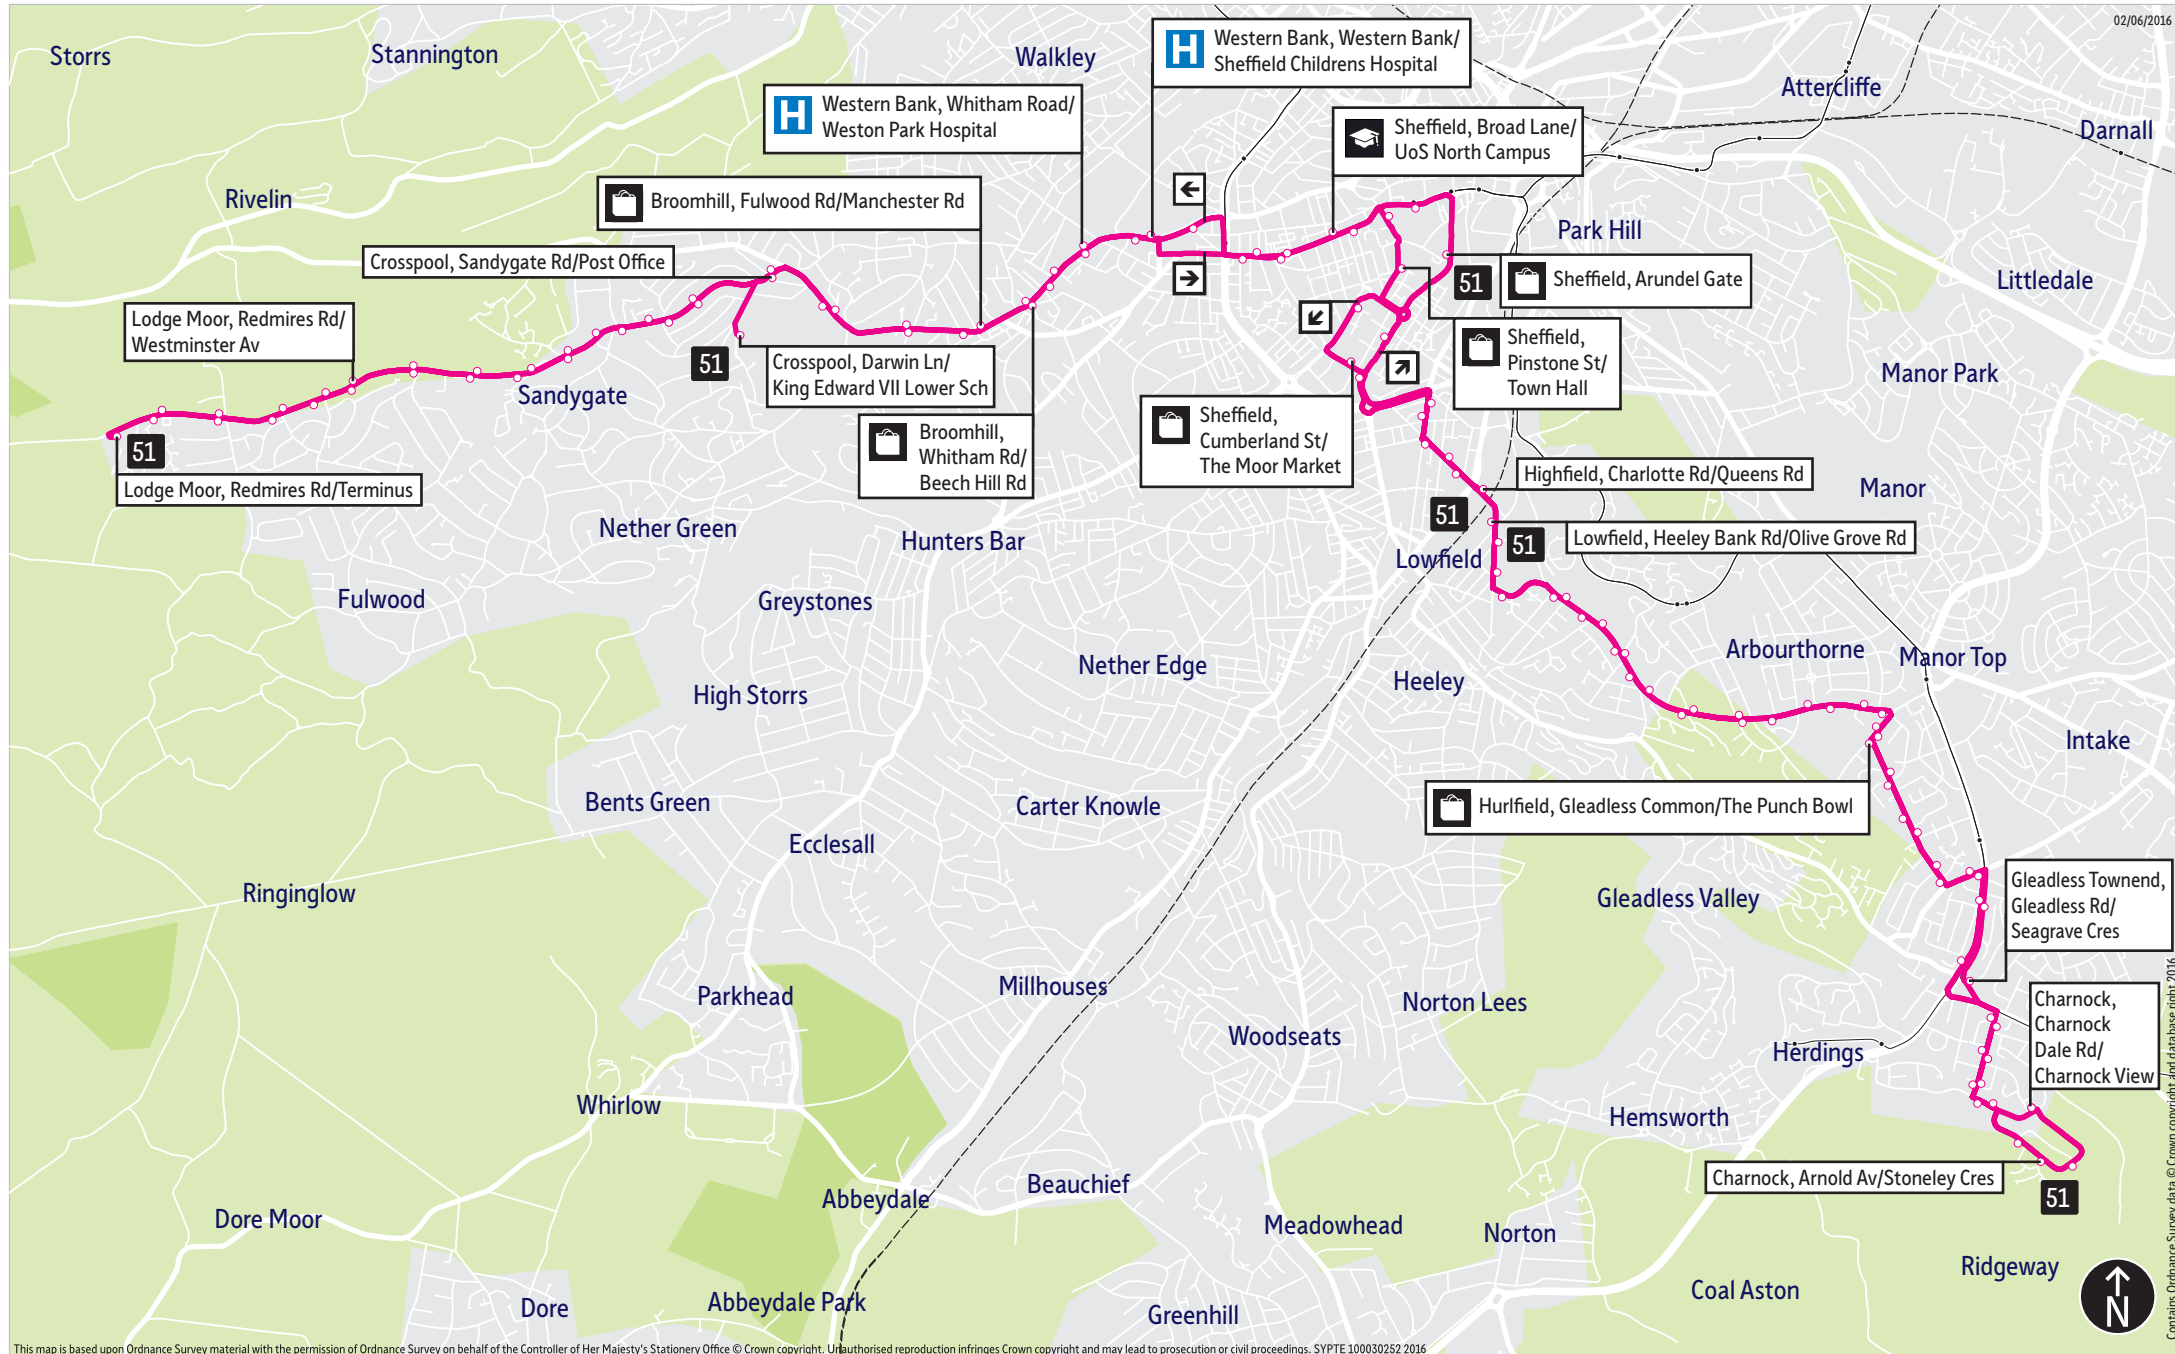 02/06/2016
Storrs
Stannington
Walkley
Western Bank, Western Bank/
Sheffield Childrens Hospital
Attercliffe
Western Bank, Whitham Road/
Weston Park Hospital
Sheffield, Broad Lane/
UoS North Campus
Darnall
Rivelin
Broomhill, Fulwood Rd/Manchester Rd
Park Hill
Crosspool, Sandygate Rd/Post Office
51
Sheffield, Arundel Gate
Littledale
Lodge Moor, Redmires Rd/
Westminster Av
51
Crosspool, Darwin Ln/
King Edward VII Lower Sch
Sheffield,
Pinstone St/
Town Hall
Manor Park
Sandygate
Sheffield,
Cumberland St/
The Moor Market
Broomhill,
Whitham Rd/
Beech Hill Rd
51
Lodge Moor, Redmires Rd/Terminus
Highfield, Charlotte Rd/Queens Rd
Manor
51
Nether Green
Hunters Bar
51
Lowfield, Heeley Bank Rd/Olive Grove Rd
Lowfield
Fulwood
Greystones
Arbourthorne
Manor Top
Nether Edge
Heeley
High Storrs
Intake
Bents Green
Carter Knowle
Hurlfield, Gleadless Common/The Punch Bowl
Ecclesall
Ringinglow
Gleadless Valley
Gleadless Townend,
Gleadless Rd/
Seagrave Cres
Parkhead
Millhouses
Norton Lees
Charnock,
Charnock
Dale Rd/
Charnock View
Woodseats
Herdings
Whirlow
Hemsworth
Charnock, Arnold Av/Stoneley Cres
51
Abbeydale
Beauchief
Dore Moor
Meadowhead
Norton
Ridgeway
Coal Aston
Dore
Abbeydale Park
Greenhill
N
Contains Ordnance Survey data © Crown copyright and database right 2016
This map is based upon Ordnance Survey material with the permission of Ordnance Survey on behalf of the Controller of Her Majesty's Stationery Office © Crown copyright. Unauthorised reproduction infringes Crown copyright and may lead to prosecution or civil proceedings. SYPTE 100030252 2016